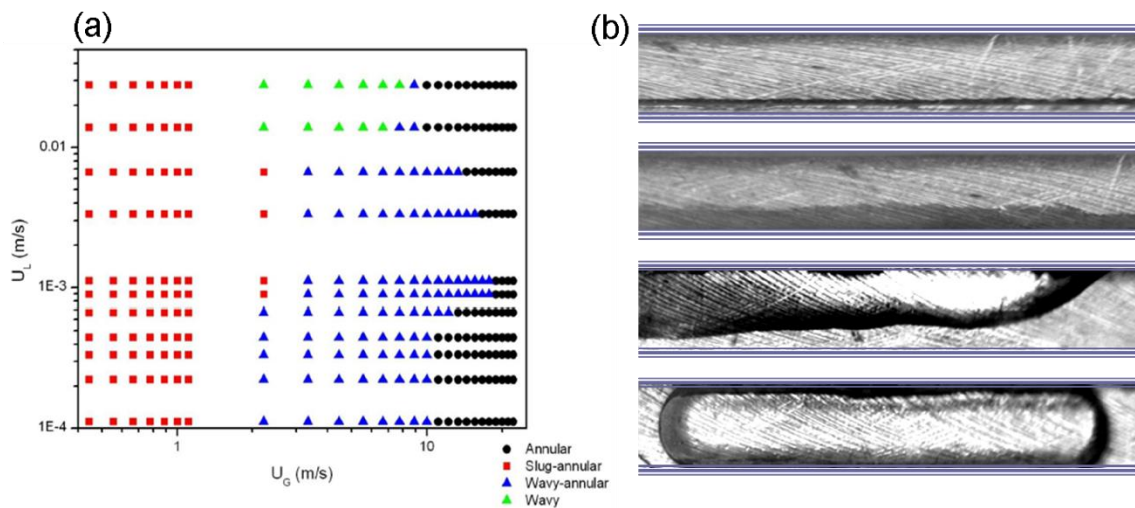 (a)
(b)
0.01
1E-3
1E-4
U_L (m/s)
1
10
U_G (m/s)
Annular
Slug-annular
Wavy-annular
Wavy